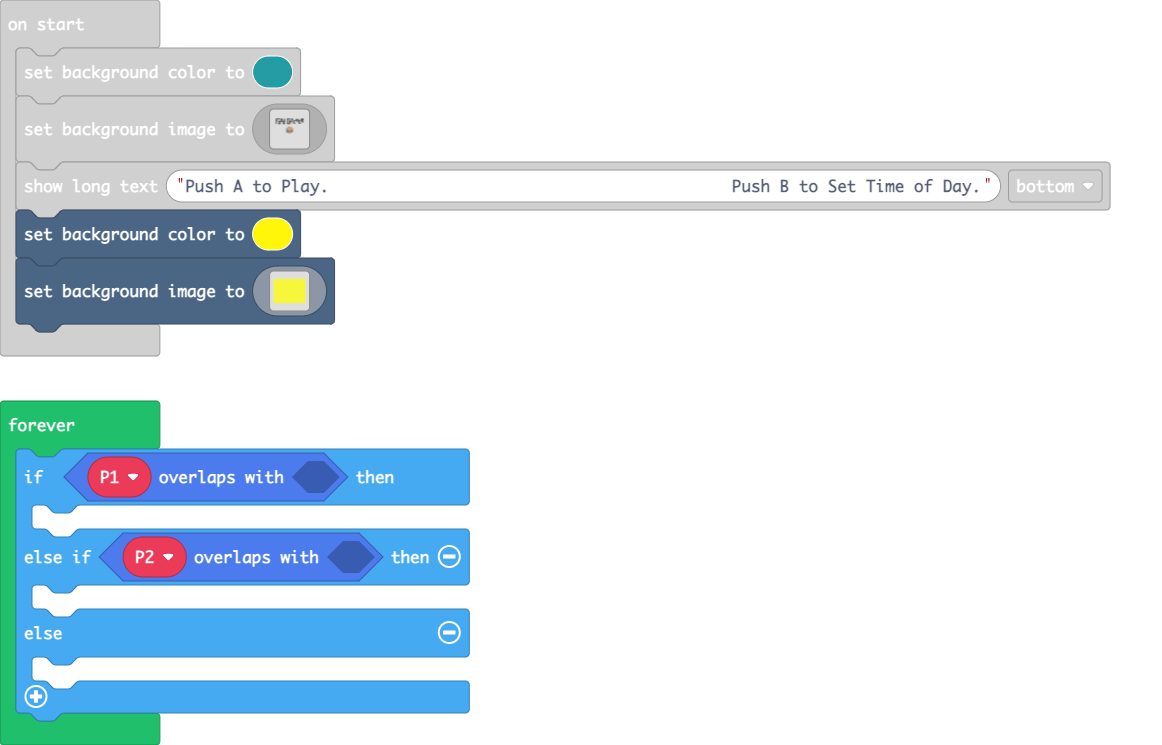 on start
set background color to
set background image to
show long text "Push A to Play. Push B to Set Time of Day." bottom
set background color to
set background image to
forever
if P1 overlaps with then
else if P2 overlaps with then
else